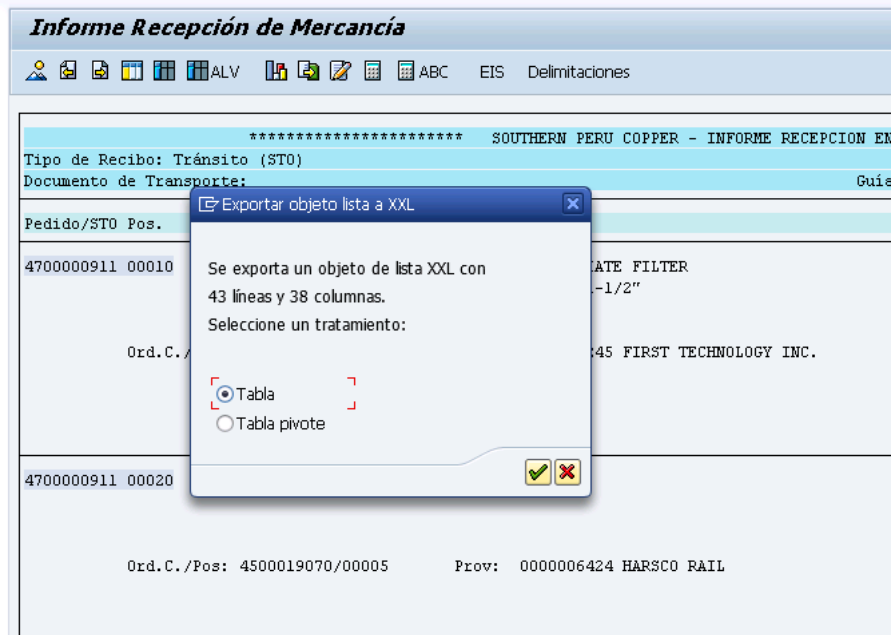 Informe Recepción de Mercancía
ALV ABC EIS Delimitaciones
*********************** SOUTHERN PERU COPPER - INFORME RECEPCION EN
Tipo de Recibo: Tránsito (STO)
Documento de Transporte: Guía
Exportar objeto lista a XXL
Pedido/STO Pos.
4700000911 00010 ATE FILTER
-1/2"
Se exporta un objeto de lista XXL con
43 líneas y 38 columnas.
Seleccione un tratamiento:
Ord.C./ 45 FIRST TECHNOLOGY INC.
Tabla
Tabla pivote
4700000911 00020
Ord.C./Pos: 4500019070/00005 Prov: 0000006424 HARSCO RAIL